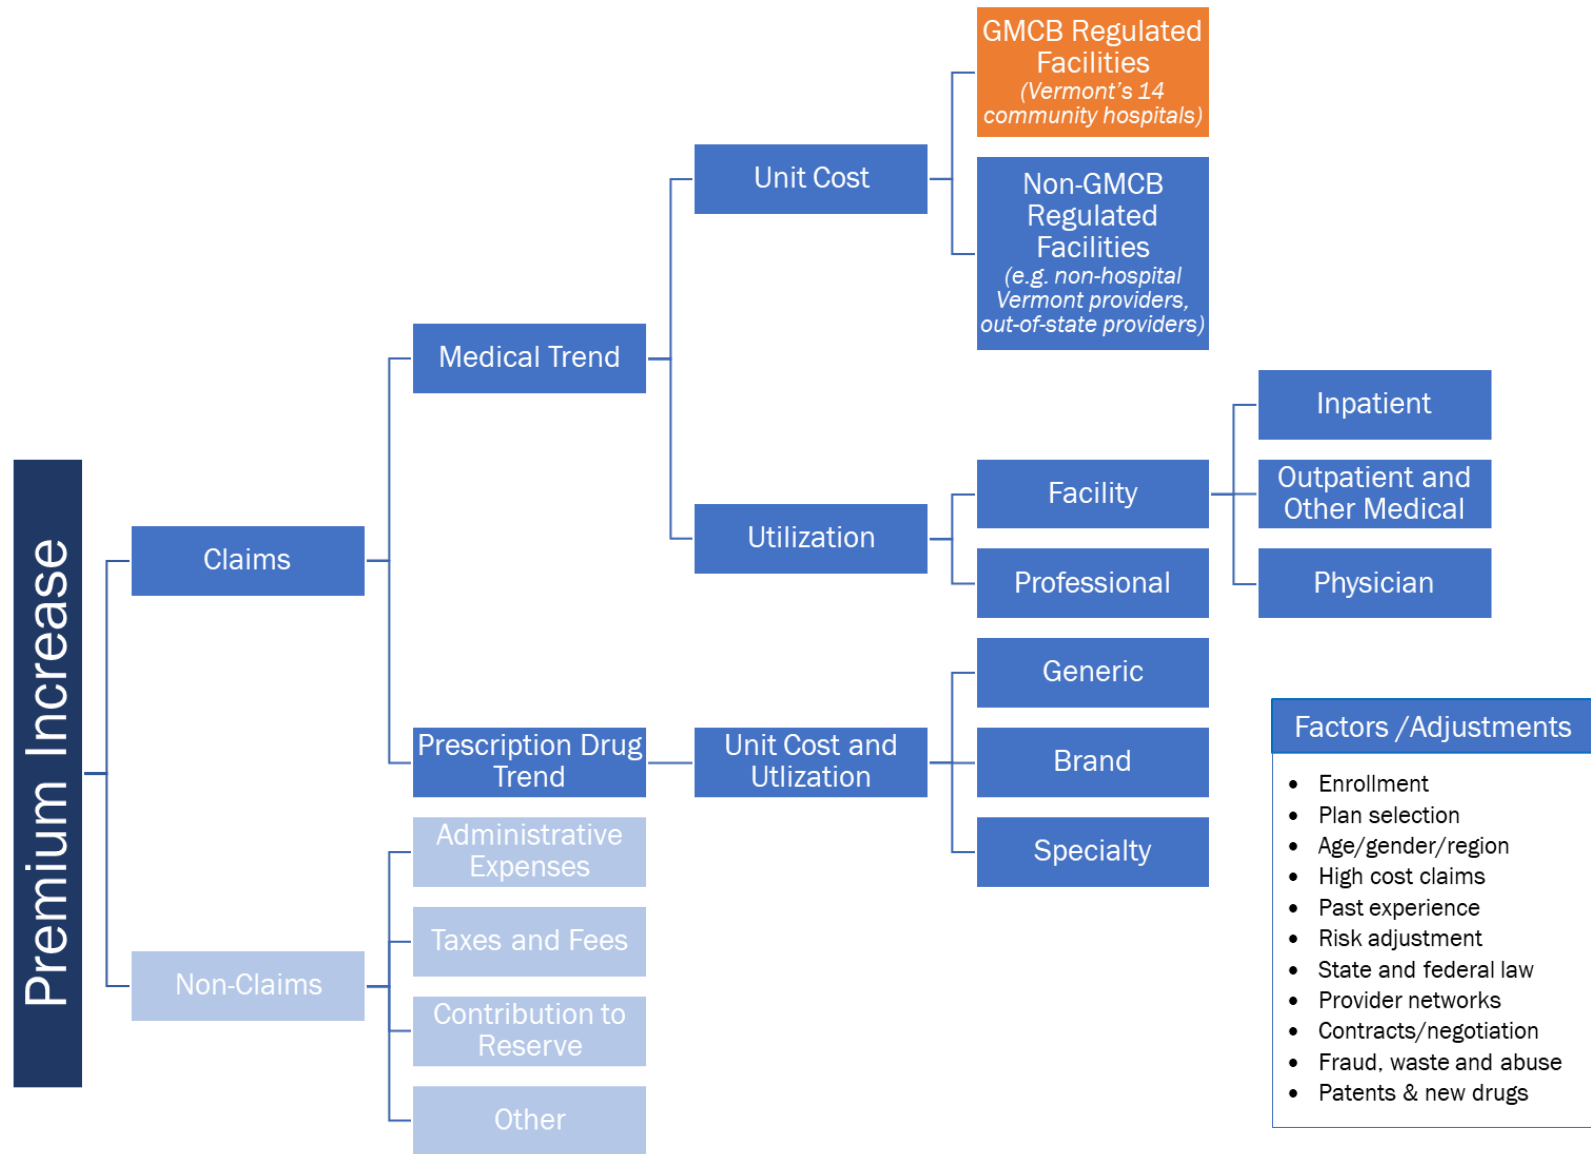 Premium Increase
Claims
Non-Claims
Medical Trend
Prescription Drug
Trend
Administrative
Expenses
Taxes and Fees
Contribution to
Reserve
Other
Unit Cost
Utilization
Unit Cost and
Utlization
GMCB Regulated
Facilities
(Vermont's 14
community hospitals)
Non-GMCB
Regulated
Facilities
(e.g. non-hospital
Vermont providers,
out-of-state providers)
Facility
Professional
Generic
Brand
Specialty
Inpatient
Outpatient and
Other Medical
Physician
Factors /Adjustments
• Enrollment
• Plan selection
• Age/gender/region
• High cost claims
• Past experience
• Risk adjustment
• State and federal law
• Provider networks
• Contracts/negotiation
• Fraud, waste and abuse
• Patents & new drugs